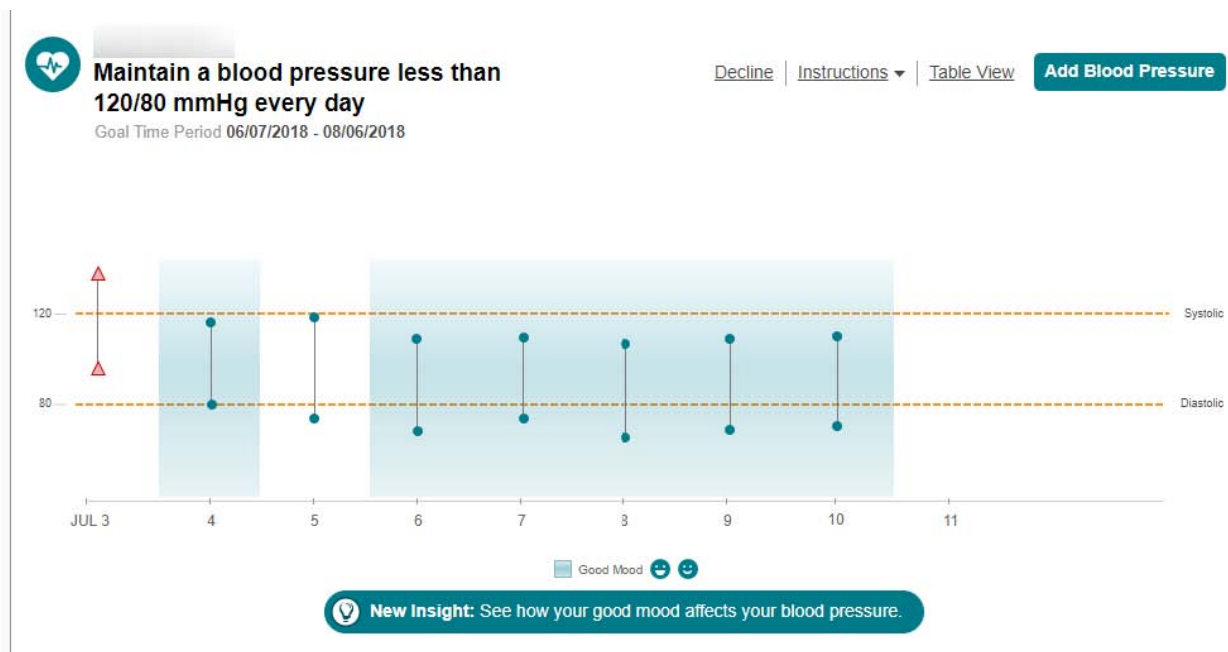 Maintain a blood pressure less than
120/80 mmHg every day
Goal Time Period 06/07/2018 - 08/06/2018
Decline
Instructions
Table View
Add Blood Pressure
120
Systolic
80
Diastolic
JUL 3 4 5 6 7 8 9 10 11
Good Mood
New Insight: See how your good mood affects your blood pressure.